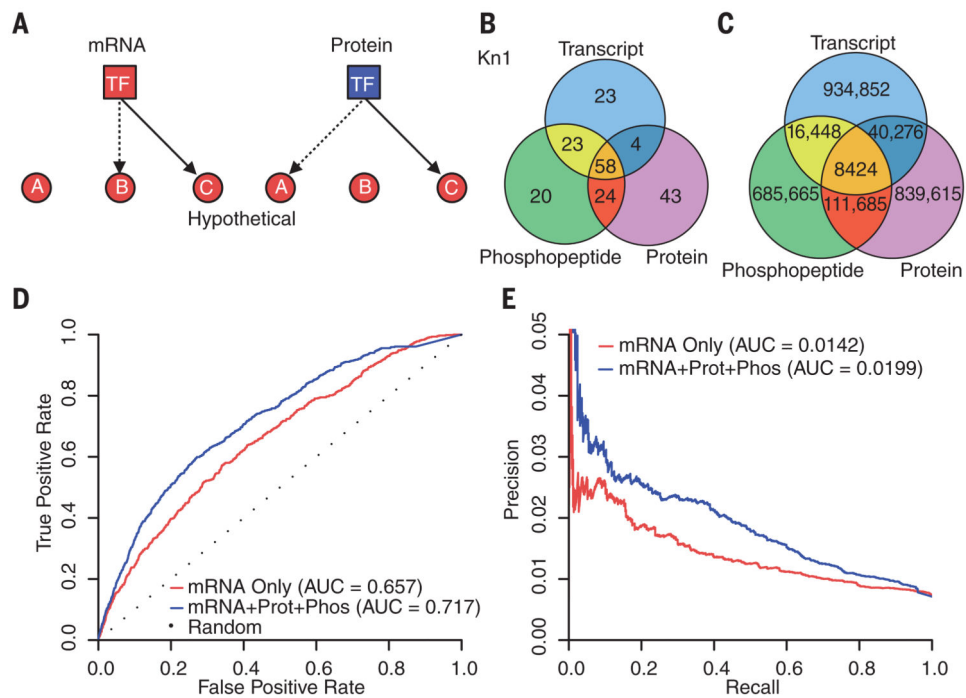 A
mRNA
Protein
TF
TF
A
B
C
A
B
C
Hypothetical
B
Kn1
Transcript
23
23
4
58
20
24
43
Phosphopeptide
Protein
C
Transcript
934,852
16,448
40,276
8424
685,665
111,685
839,615
Phosphopeptide
Protein
D
True Positive Rate
1.0
0.8
0.6
0.4
0.2
0.0
mRNA Only (AUC = 0.657)
mRNA+Prot+Phos (AUC = 0.717)
Random
0.0 0.2 0.4 0.6 0.8 1.0
False Positive Rate
E
Precision
0.05
0.04
0.03
0.02
0.01
0.00
mRNA Only (AUC = 0.0142)
mRNA+Prot+Phos (AUC = 0.0199)
0.0 0.2 0.4 0.6 0.8 1.0
Recall